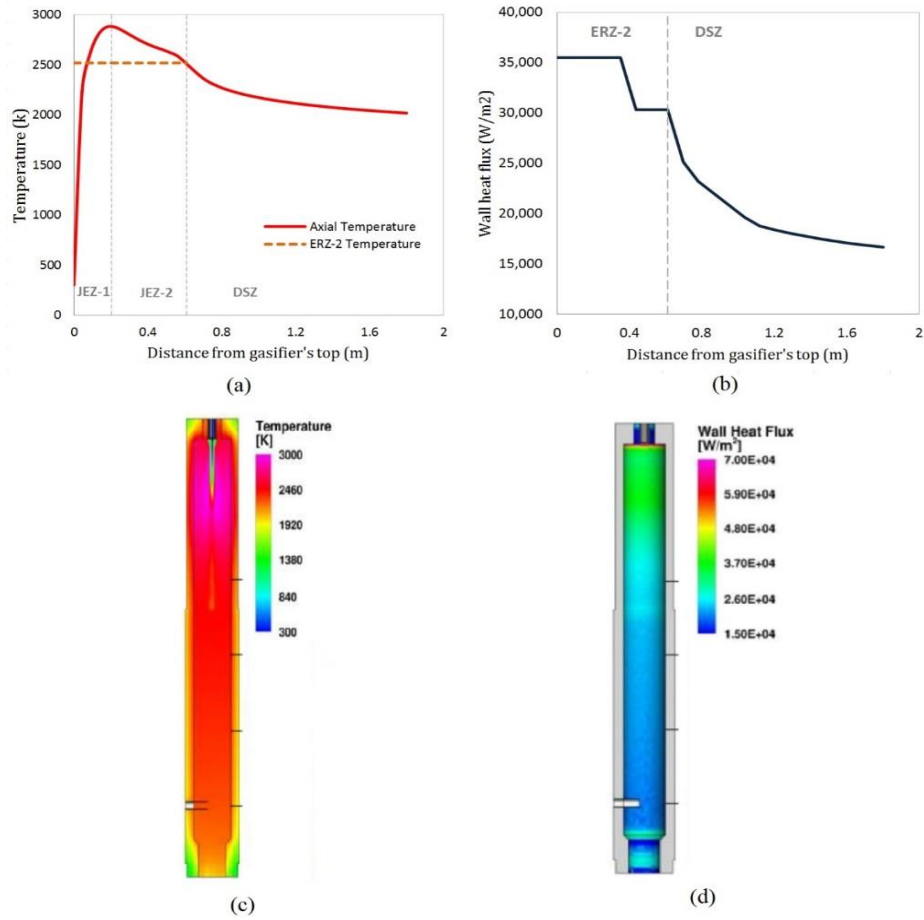 3000
2500
2000
1500
1000
500
0
Temperature (k)
Axial Temperature
ERZ-2 Temperature
JEZ-1
JEZ-2
DSZ
0
0.4
0.8
1.2
1.6
2
Distance from gasifier's top (m)
(a)
40,000
35,000
30,000
25,000
20,000
15,000
10,000
Wall heat flux (W/m2)
ERZ-2
DSZ
0
0.4
0.8
1.2
1.6
2
Distance from gasifier's top (m)
(b)
Temperature
[K]
3000
2460
1920
1380
840
300
(c)
Wall Heat Flux
[W/m²]
7.00E+04
5.90E+04
4.80E+04
3.70E+04
2.60E+04
1.50E+04
(d)